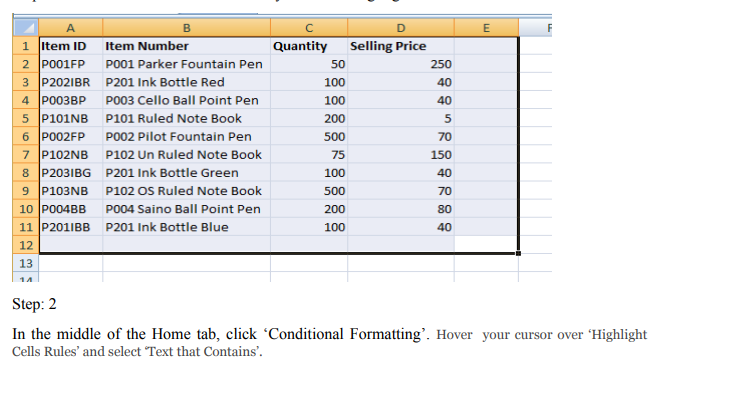 A B C D E F
1 Item ID Item Number Quantity Selling Price
2 P001FP P001 Parker Fountain Pen 50 250
3 P202IBR P201 Ink Bottle Red 100 40
4 P003BP P003 Cello Ball Point Pen 100 40
5 P101NB P101 Ruled Note Book 200 5
6 P002FP P002 Pilot Fountain Pen 500 70
7 P102NB P102 Un Ruled Note Book 75 150
8 P203IBG P201 Ink Bottle Green 100 40
9 P103NB P102 OS Ruled Note Book 500 70
10 P004BB P004 Saino Ball Point Pen 200 80
11 P201IBB P201 Ink Bottle Blue 100 40
12
13
14
Step: 2
In the middle of the Home tab, click ‘Conditional Formatting’. Hover your cursor over ‘Highlight
Cells Rules’ and select ‘Text that Contains’.